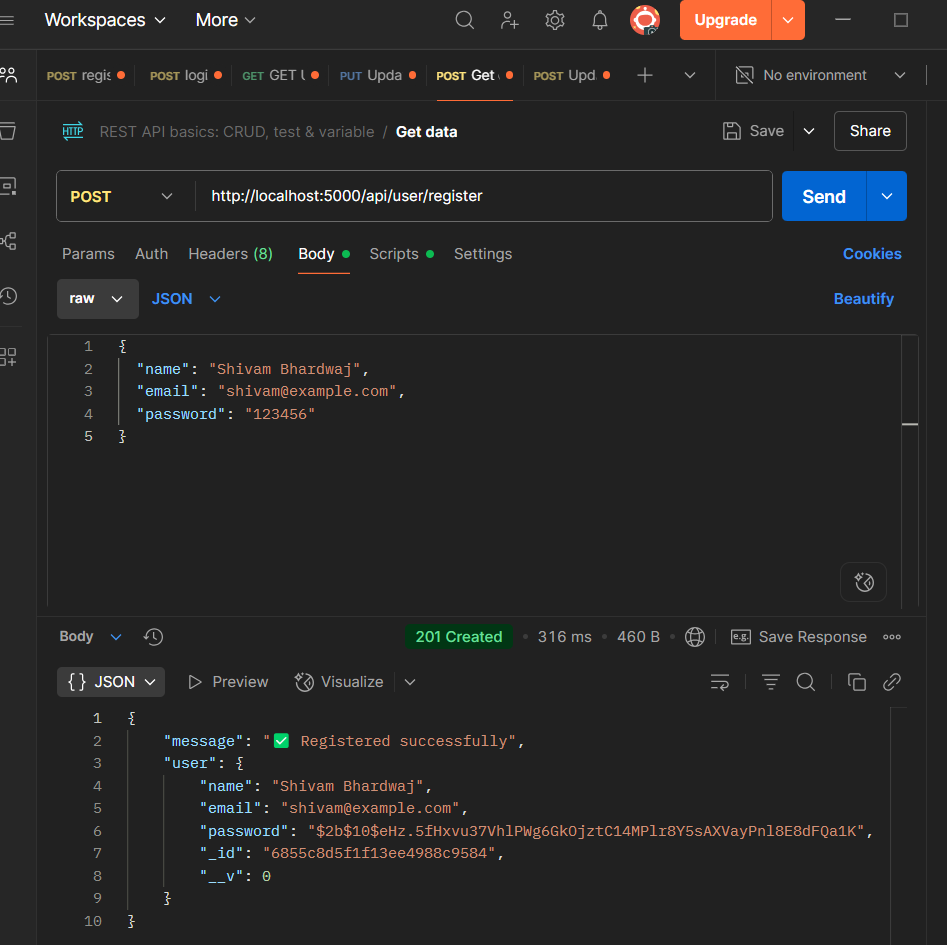 Workspaces More Upgrade
POST regis POST logi GET GET U PUT Upda POST Get POST Upd. No environment
HTTP REST API basics: CRUD, test & variable / Get data Save Share
POST http://localhost:5000/api/user/register Send
Params Auth Headers (8) Body Scripts Settings Cookies
raw JSON Beautify
1 {
2 "name": "Shivam Bhardwaj",
3 "email": "shivam@example.com",
4 "password": "123456"
5 }
Body 201 Created • 316 ms • 460 B • e.g. Save Response
{} JSON Preview Visualize
1 {
2 "message": "✅ Registered successfully",
3 "user": {
4 "name": "Shivam Bhardwaj",
5 "email": "shivam@example.com",
6 "password": "$2b$10$eHz.5fHxvu37VhlPWg6GkOjztC14MPlr8Y5sAXVayPnl8E8dFQa1K",
7 "_id": "6855c8d5f1f13ee4988c9584",
8 "__v": 0
9 }
10 }